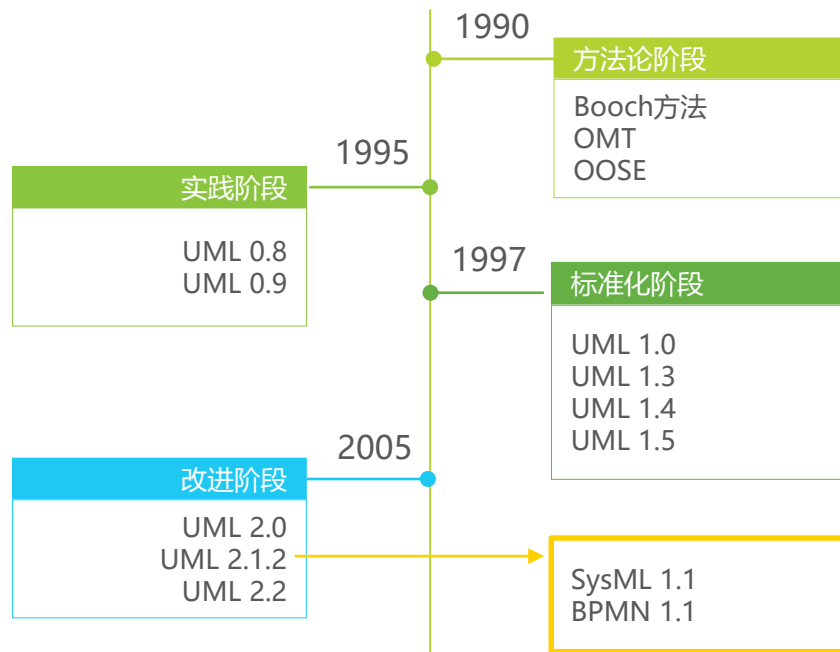 1990
方法论阶段
Booch方法
OMT
OOSE
1995
实践阶段
UML 0.8
UML 0.9
1997
标准化阶段
UML 1.0
UML 1.3
UML 1.4
UML 1.5
2005
改进阶段
UML 2.0
UML 2.1.2
UML 2.2
SysML 1.1
BPMN 1.1